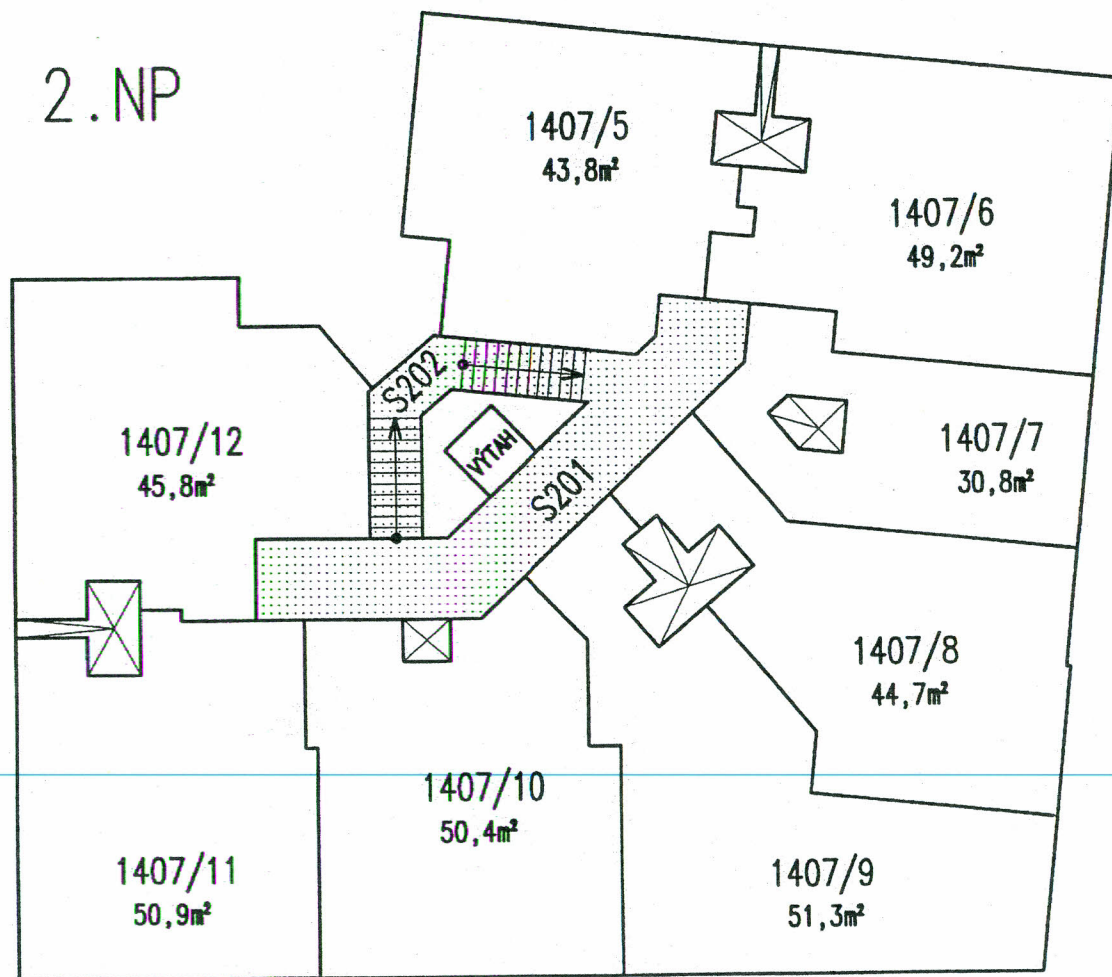 2.NP
1407/5
43,8m²
1407/6
49,2m²
S202
1407/12
45,8m²
VÝTAH
S201
1407/7
30,8m²
1407/8
44,7m²
1407/10
50,4m²
1407/11
50,9m²
1407/9
51,3m²